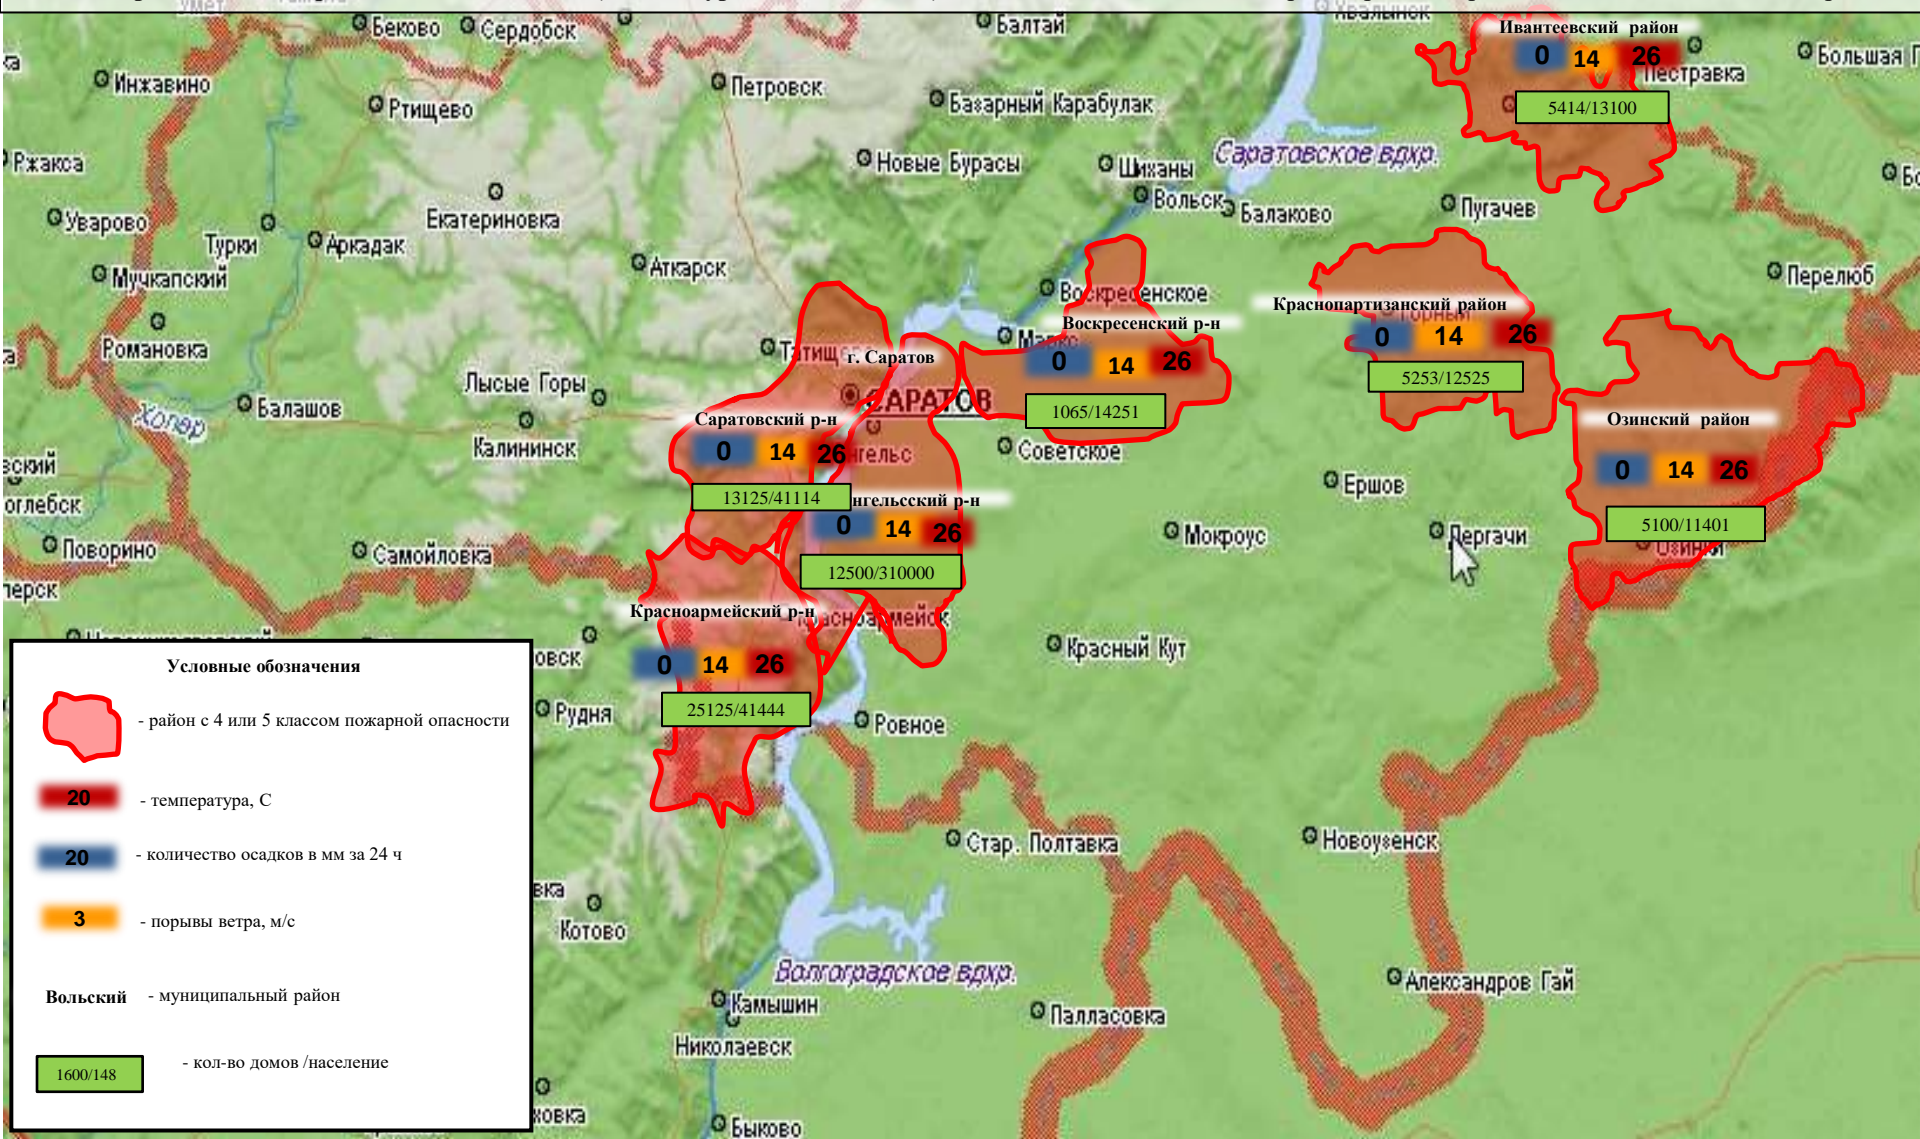 Беково
Сердобск
Балтай
Ивантеевский район
0 14 26
Пестравка
5414/13100
Инжавино
Ртищево
Петровск
Базарный Карабулак
Ржакса
Новые Бурасы
Шиханы
Саратовское вдхр.
Екатериновка
Вольск
Балаково
Пугачев
Уварово
Турки
Аркадак
Аткарск
Мучкапский
Перелюб
Воскресенское
Краснопартизанский район
0 14 26
5253/12525
Воскресенский р-н
0 14 26
1065/14251
Романовка
г. Саратов
САРАТОВ
Лысые Горы
Балашов
Хопер
Калининск
Саратовский р-н
0 14 26
13125/41114
Советское
Озинский район
0 14 26
5100/11401
Озинки
Ершов
нгельсский р-н
0 14 26
12500/310000
Мокроус
Дергачи
Поворино
Самойловка
Красноармейский р-н
0 14 26
25125/41444
Красный Кут
Рудня
Ровное
Стар. Полтавка
Новоузенск
Котово
Волгоградское вдхр.
Камышин
Николаевск
Палласовка
Александров Гай
Быково
Условные обозначения
- район с 4 или 5 классом пожарной опасности
20 - температура, С
20 - количество осадков в мм за 24 ч
3 - порывы ветра, м/с
Вольский - муниципальный район
1600/148 - кол-во домов /население